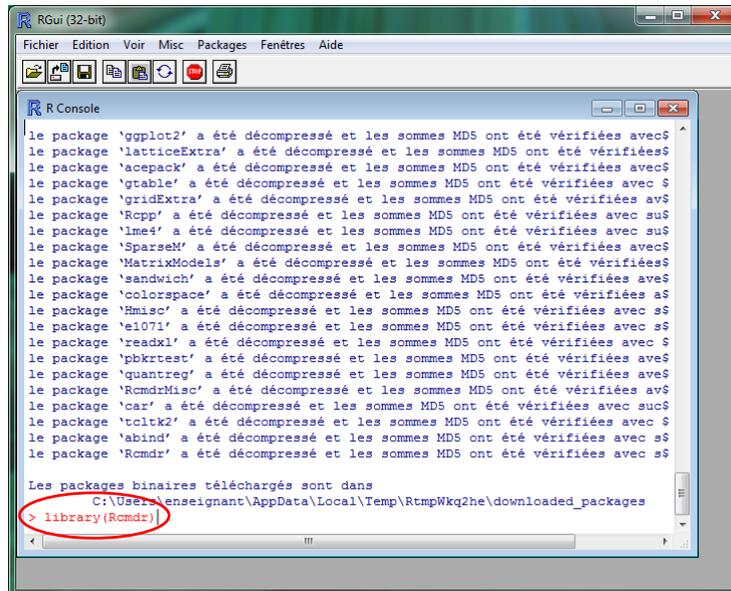 RGui (32-bit)
Fichier Edition Voir Misc Packages Fenêtres Aide
STOP
R Console
le package `ggplot2' a été décompressé et les sommes MD5 ont été vérifiées avec$
le package `latticeExtra' a été décompressé et les sommes MD5 ont été vérifiées$
le package `acepack' a été décompressé et les sommes MD5 ont été vérifiées avec$
le package `gtable' a été décompressé et les sommes MD5 ont été vérifiées avec $
le package `gridExtra' a été décompressé et les sommes MD5 ont été vérifiées av$
le package `Rcpp' a été décompressé et les sommes MD5 ont été vérifiées avec su$
le package `lme4' a été décompressé et les sommes MD5 ont été vérifiées avec su$
le package `SparseM' a été décompressé et les sommes MD5 ont été vérifiées avec$
le package `MatrixModels' a été décompressé et les sommes MD5 ont été vérifiées$
le package `sandwich' a été décompressé et les sommes MD5 ont été vérifiées ave$
le package `colorspace' a été décompressé et les sommes MD5 ont été vérifiées a$
le package `Hmisc' a été décompressé et les sommes MD5 ont été vérifiées avec s$
le package `e1071' a été décompressé et les sommes MD5 ont été vérifiées avec s$
le package `readxl' a été décompressé et les sommes MD5 ont été vérifiées avec $
le package `pbkrtest' a été décompressé et les sommes MD5 ont été vérifiées ave$
le package `quantreg' a été décompressé et les sommes MD5 ont été vérifiées ave$
le package `RcmdrMisc' a été décompressé et les sommes MD5 ont été vérifiées av$
le package `car' a été décompressé et les sommes MD5 ont été vérifiées avec suc$
le package `tcltk2' a été décompressé et les sommes MD5 ont été vérifiées avec $
le package `abind' a été décompressé et les sommes MD5 ont été vérifiées avec s$
le package `Rcmdr' a été décompressé et les sommes MD5 ont été vérifiées avec s$
Les packages binaires téléchargés sont dans
C:\Users\enseignant\AppData\Local\Temp\RtmpWkq2he\downloaded_packages
> library(Rcmdr)